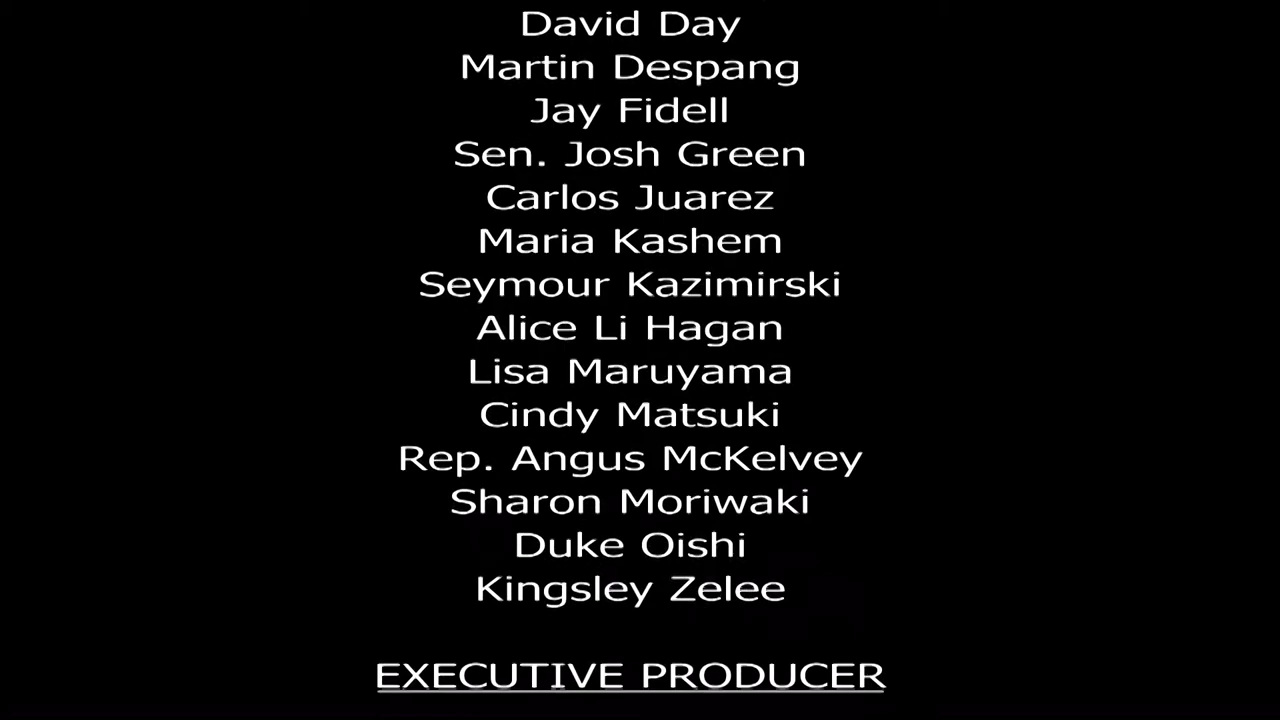 David Day
Martin Despang
Jay Fidell
Sen. Josh Green
Carlos Juarez
Maria Kashem
Seymour Kazimirski
Alice Li Hagan
Lisa Maruyama
Cindy Matsuki
Rep. Angus McKelvey
Sharon Moriwaki
Duke Oishi
Kingsley Zelee
EXECUTIVE PRODUCER